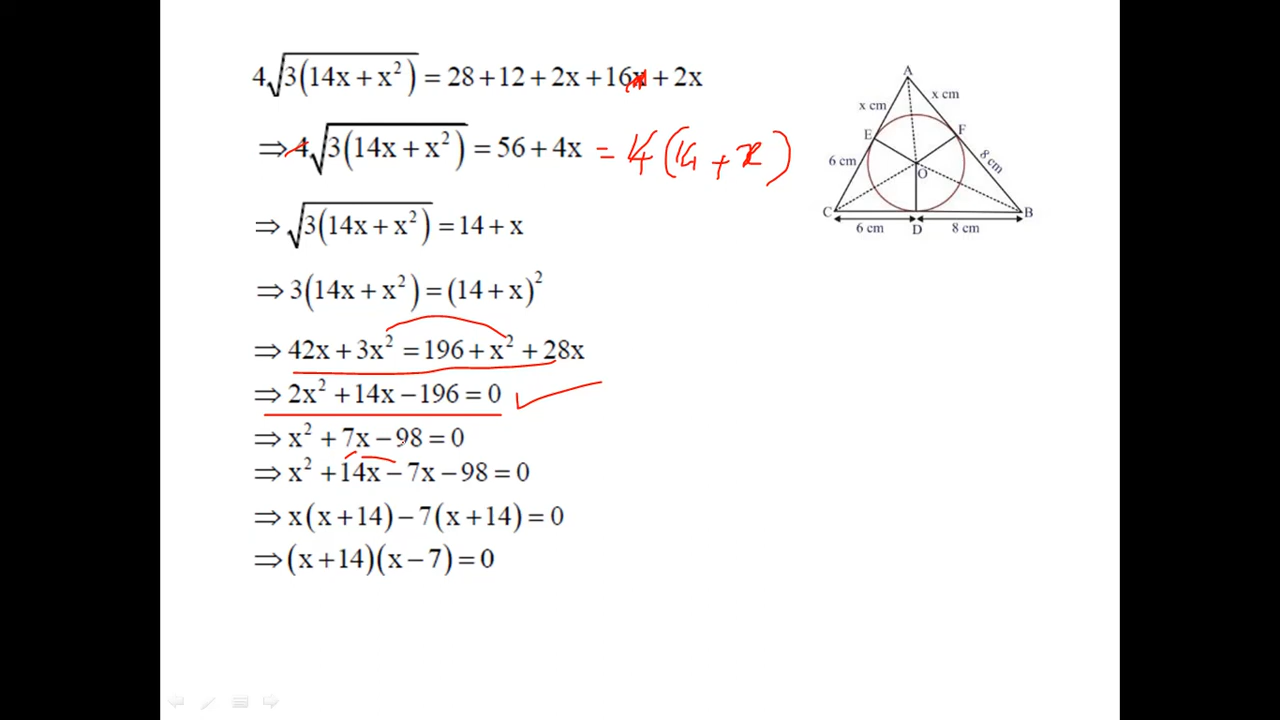 4√3(14x + x²) = 28 + 12 + 2x + 16x + 2x
⇒ 4√3(14x + x²) = 56 + 4x = 4(14 + x)
⇒ √3(14x + x²) = 14 + x
⇒ 3(14x + x²) = (14 + x)²
⇒ 42x + 3x² = 196 + x² + 28x
⇒ 2x² + 14x − 196 = 0 ✓
⇒ x² + 7x − 98 = 0
⇒ x² + 14x − 7x − 98 = 0
⇒ x(x + 14) − 7(x + 14) = 0
⇒ (x + 14)(x − 7) = 0
A
x cm x cm
E F
6 cm 8 cm
O
C B
6 cm D 8 cm